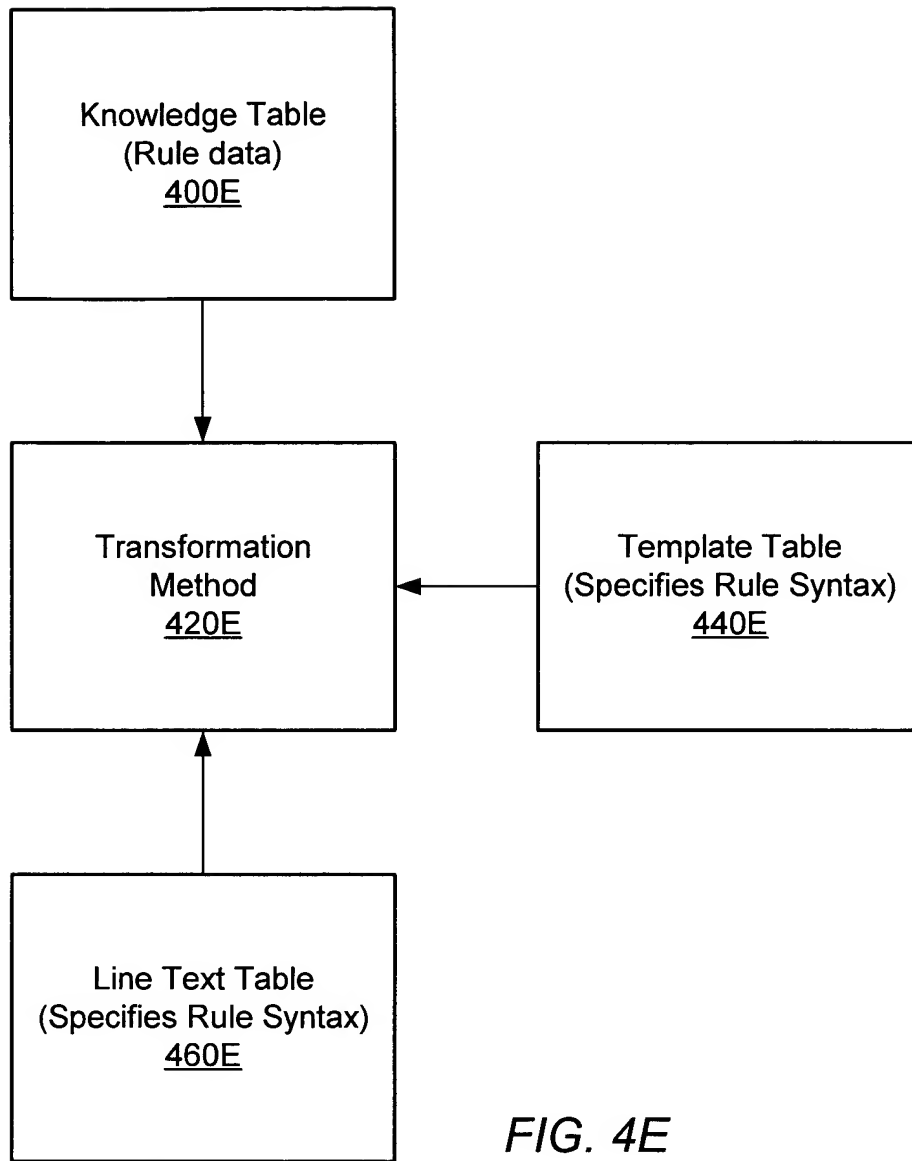 Knowledge Table
(Rule data)
400E
Transformation
Method
420E
Template Table
(Specifies Rule Syntax)
440E
Line Text Table
(Specifies Rule Syntax)
460E
FIG. 4E